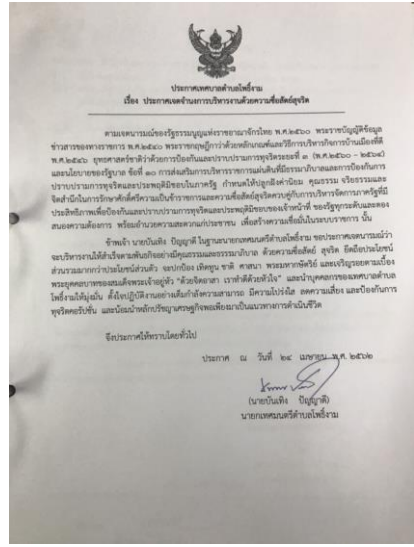 ประกาศเทศบาลตำบลโพธิ์งาม
เรื่อง ประกาศเจตจำนงการบริหารงานด้วยความซื่อสัตย์สุจริต
ตามเจตนารมณ์ของรัฐธรรมนูญแห่งราชอาณาจักรไทย พ.ศ.๒๕๖๐ พระราชบัญญัติข้อมูล
ข่าวสารของทางราชการ พ.ศ.๒๕๔๐ พระราชกฤษฎีกาว่าด้วยหลักเกณฑ์และวิธีการบริหารกิจการบ้านเมืองที่ดี
พ.ศ.๒๕๔๖ ยุทธศาสตร์ชาติว่าด้วยการป้องกันและปราบปรามการทุจริตระยะที่ ๓ (พ.ศ.๒๕๖๐ – ๒๕๖๔)
และนโยบายของรัฐบาล ข้อที่ ๑๐ การส่งเสริมการบริหารราชการแผ่นดินที่มีธรรมาภิบาลและการป้องกันการ
ปราบปรามการทุจริตและประพฤติมิชอบในภาครัฐ กำหนดให้ปลูกฝังค่านิยม คุณธรรม จริยธรรมและ
จิตสำนึกในการรักษาศักดิ์ศรีความเป็นข้าราชการและความซื่อสัตย์สุจริตควบคู่กับการบริหารจัดการภาครัฐที่มี
ประสิทธิภาพเพื่อป้องกันและปราบปรามการทุจริตและประพฤติมิชอบของเจ้าหน้าที่ ของรัฐทุกระดับและตอบ
สนองความต้องการ พร้อมอำนวยความสะดวกแก่ประชาชน เพื่อสร้างความเชื่อมั่นในระบบราชการ นั้น
ข้าพเจ้า นายบันเทิง ปัญญาดี ในฐานะนายกเทศมนตรีตำบลโพธิ์งาม ขอประกาศเจตนารมณ์ว่า
จะบริหารงานให้สำเร็จตามพันธกิจอย่างมีคุณธรรมและธรรมาภิบาล ด้วยความซื่อสัตย์ สุจริต ยึดถือประโยชน์
ส่วนรวมมากกว่าประโยชน์ส่วนตัว จะปกป้อง เทิดทูน ชาติ ศาสนา พระมหากษัตริย์ และเจริญรอยตามเบื้อง
พระยุคลบาทของสมเด็จพระเจ้าอยู่หัว "ด้วยจิตอาสา เราทำดีด้วยหัวใจ" และนำบุคลากรของเทศบาลตำบล
โพธิ์งามให้มุ่งมั่น ตั้งใจปฏิบัติงานอย่างเต็มกำลังความสามารถ มีความโปร่งใส ลดความเสี่ยง และป้องกันการ
ทุจริตคอรัปชั่น และน้อมนำหลักปรัชญาเศรษฐกิจพอเพียงมาเป็นแนวทางการดำเนินชีวิต
จึงประกาศให้ทราบโดยทั่วไป
ประกาศ ณ วันที่ ๒๔ เมษายน พ.ศ. ๒๕๖๒
(นายบันเทิง ปัญญาดี)
นายกเทศมนตรีตำบลโพธิ์งาม